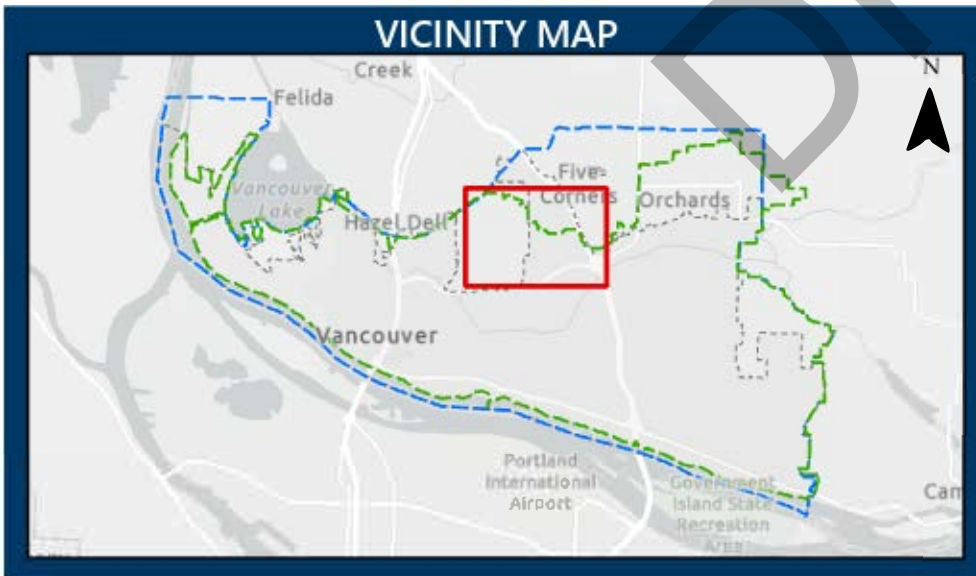 VICINITY MAP
Creek
N
Felida
Five
Corners
Orchards
Vancouver
Lake
Hazel Dell
Vancouver
Portland
International
Airport
Government
Island State
Recreation
Area
Cam